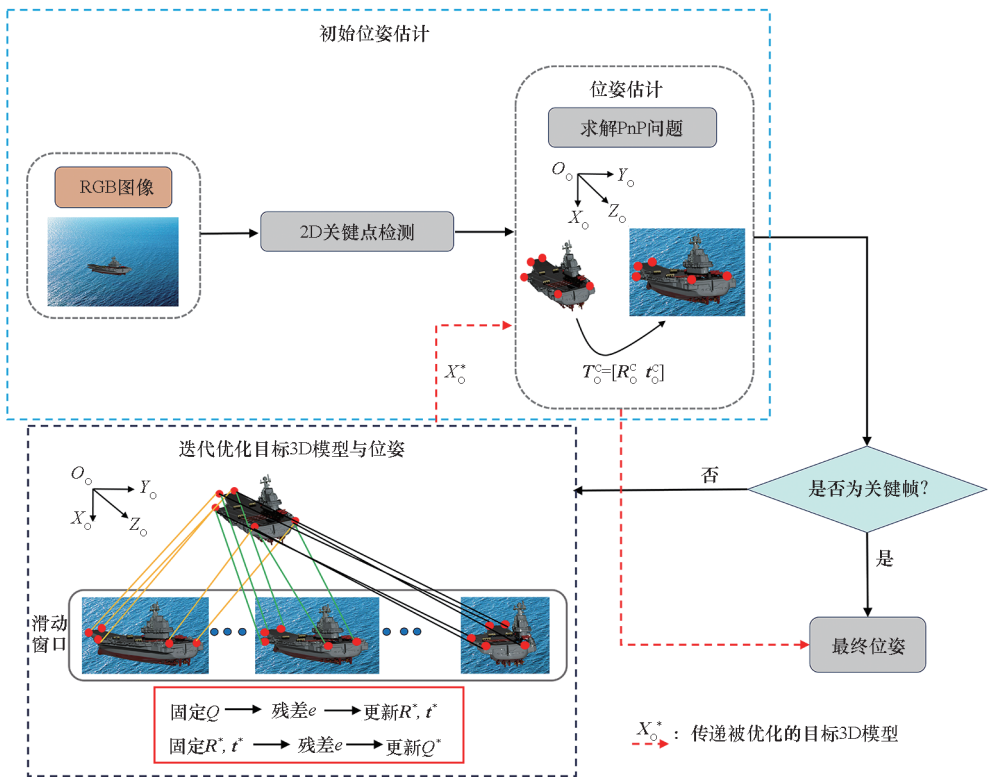 初始位姿估计
位姿估计
求解PnP问题
RGB图像
2D关键点检测
O○
Y○
X○
Z○
T○^C=[R○^C t○^C]
X○*
迭代优化目标3D模型与位姿
O○
Y○
X○
Z○
否
是否为关键帧?
是
滑动
窗口
最终位姿
固定Q 残差e 更新R*, t*
固定R*, t* 残差e 更新Q*
X○* : 传递被优化的目标3D模型